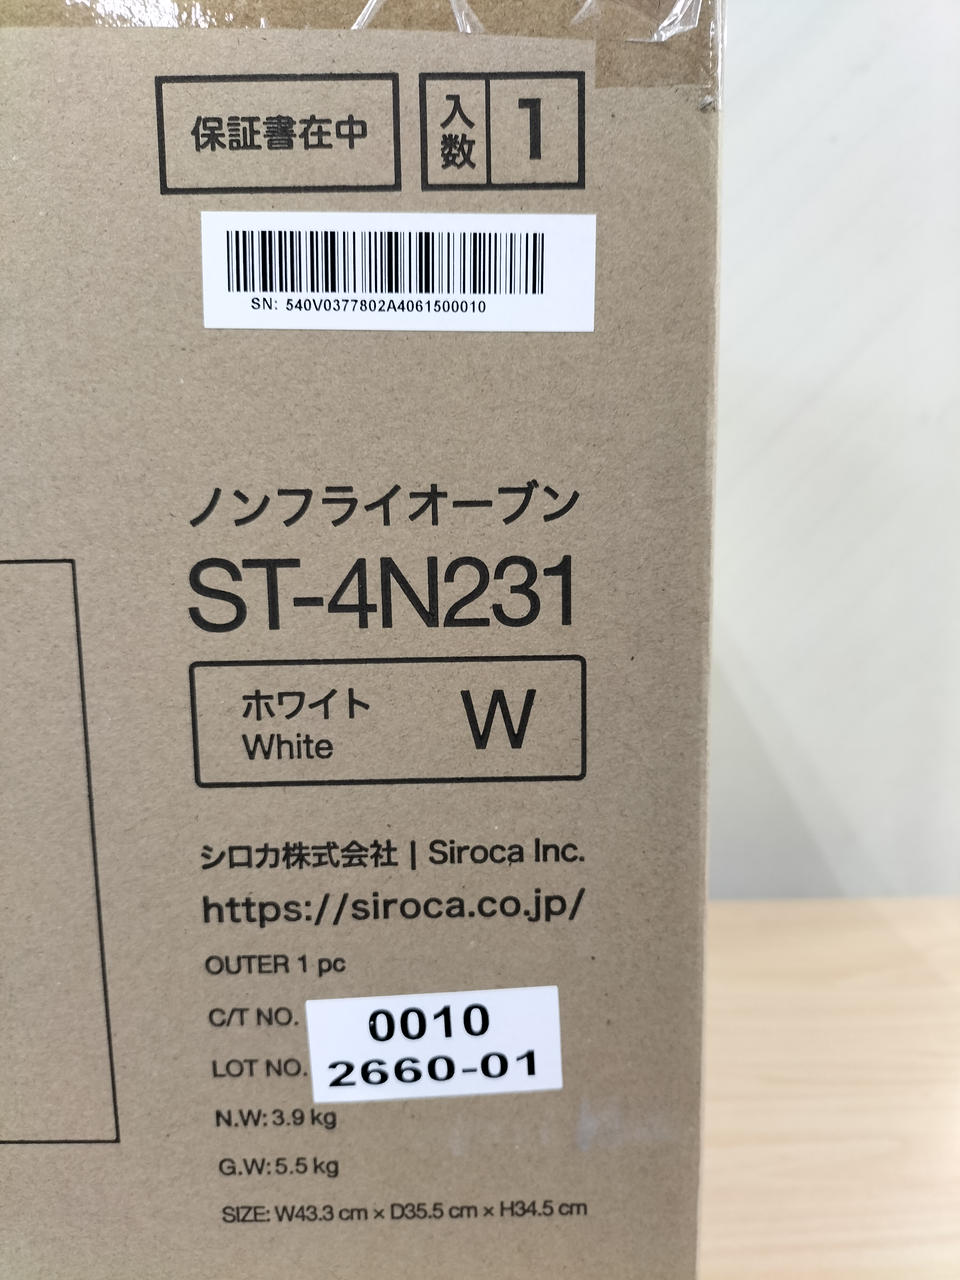 保証書在中
入数 1
SN: 540V0377802A4061500010
ノンフライオーブン
ST-4N231
ホワイト
White
W
シロカ株式会社 | Siroca Inc.
https://siroca.co.jp/
OUTER 1 pc
C/T NO. 0010
LOT NO. 2660-01
N.W: 3.9 kg
G.W: 5.5 kg
SIZE: W43.3 cm × D35.5 cm × H34.5 cm